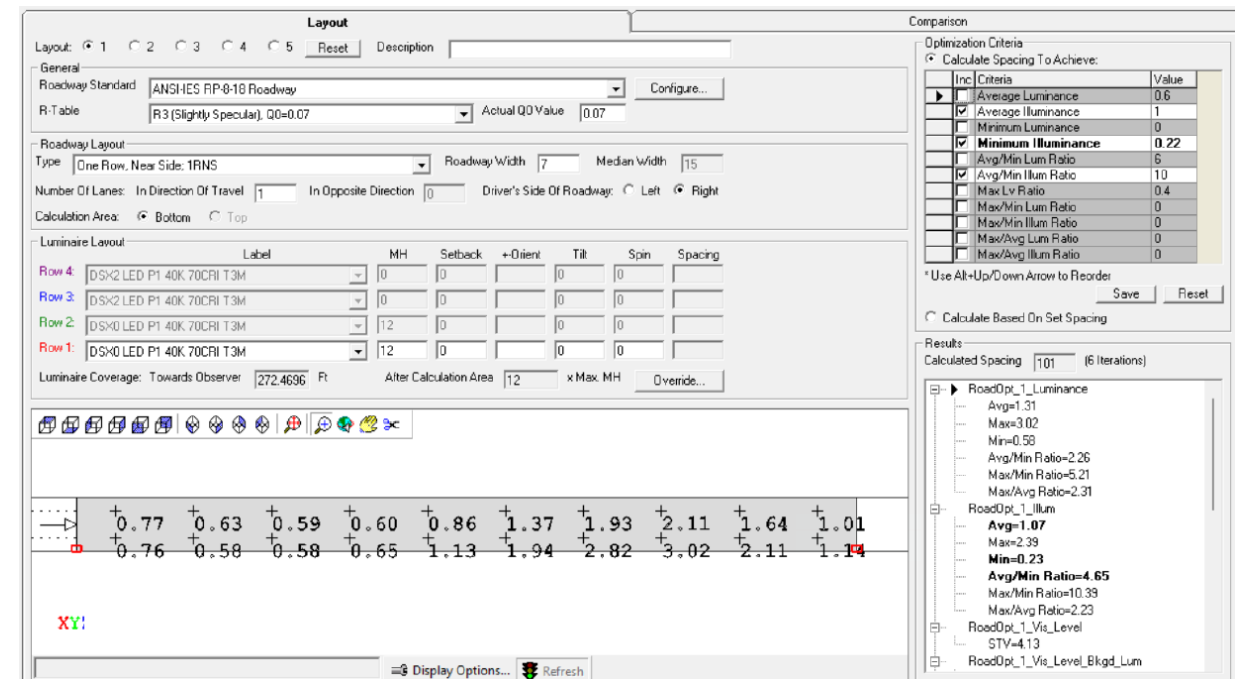 Layout
Comparison
Layout: 1 2 3 4 5 Reset Description
General
Roadway Standard ANSI-IES RP-8-18 Roadway Configure...
R-Table R3 (Slightly Specular), Q0=0.07 Actual Q0 Value 0.07
Roadway Layout
Type One Row, Near Side: 1RNS Roadway Width 7 Median Width 15
Number Of Lanes: In Direction Of Travel 1 In Opposite Direction 0 Driver's Side Of Roadway: Left Right
Calculation Area: Bottom Top
Luminaire Layout
Label MH Setback +-Orient Tilt Spin Spacing
Row 4: DSX2 LED P1 40K 70CRI T3M 0 0 0 0
Row 3: DSX2 LED P1 40K 70CRI T3M 0 0 0 0
Row 2: DSX0 LED P1 40K 70CRI T3M 12 0 0 0
Row 1: DSX0 LED P1 40K 70CRI T3M 12 0 0 0
Luminaire Coverage: Towards Observer 272.4696 Ft After Calculation Area 12 x Max. MH Override...
0.77 0.63 0.59 0.60 0.86 1.37 1.93 2.11 1.64 1.01
0.76 0.58 0.58 0.65 1.13 1.94 2.82 3.02 2.11 1.14
XY
Display Options... Refresh
Optimization Criteria
Calculate Spacing To Achieve:
Inc Criteria Value
Average Luminance 0.6
Average Illuminance 1
Minimum Luminance 0
Minimum Illuminance 0.22
Avg/Min Lum Ratio 6
Avg/Min Illum Ratio 10
Max Lv Ratio 0.4
Max/Min Lum Ratio 0
Max/Min Illum Ratio 0
Max/Avg Lum Ratio 0
Max/Avg Illum Ratio 0
* Use Alt+Up/Down Arrow to Reorder
Save Reset
Calculate Based On Set Spacing
Results
Calculated Spacing 101 (6 Iterations)
RoadOpt_1_Luminance
Avg=1.31
Max=3.02
Min=0.58
Avg/Min Ratio=2.26
Max/Min Ratio=5.21
Max/Avg Ratio=2.31
RoadOpt_1_Illum
Avg=1.07
Max=2.39
Min=0.23
Avg/Min Ratio=4.65
Max/Min Ratio=10.39
Max/Avg Ratio=2.23
RoadOpt_1_Vis_Level
STV=4.13
RoadOpt_1_Vis_Level_Bkgd_Lum